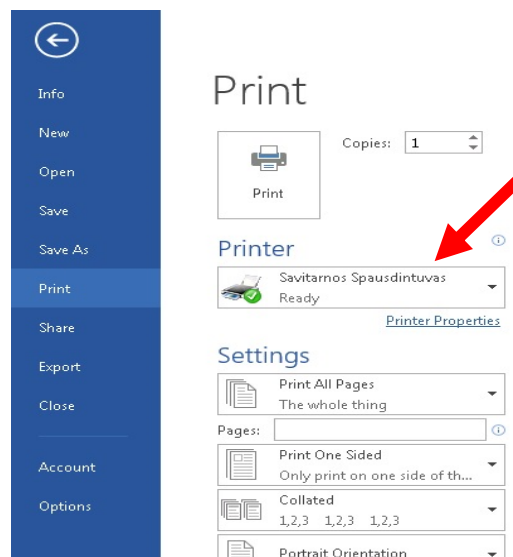 Info
New
Open
Save
Save As
Print
Share
Export
Close
Account
Options
Print
Copies: 1
Print
Printer
Savitarnos Spausdintuvas
Ready
Printer Properties
Settings
Print All Pages
The whole thing
Pages:
Print One Sided
Only print on one side of th...
Collated
1,2,3 1,2,3 1,2,3
Portrait Orientation